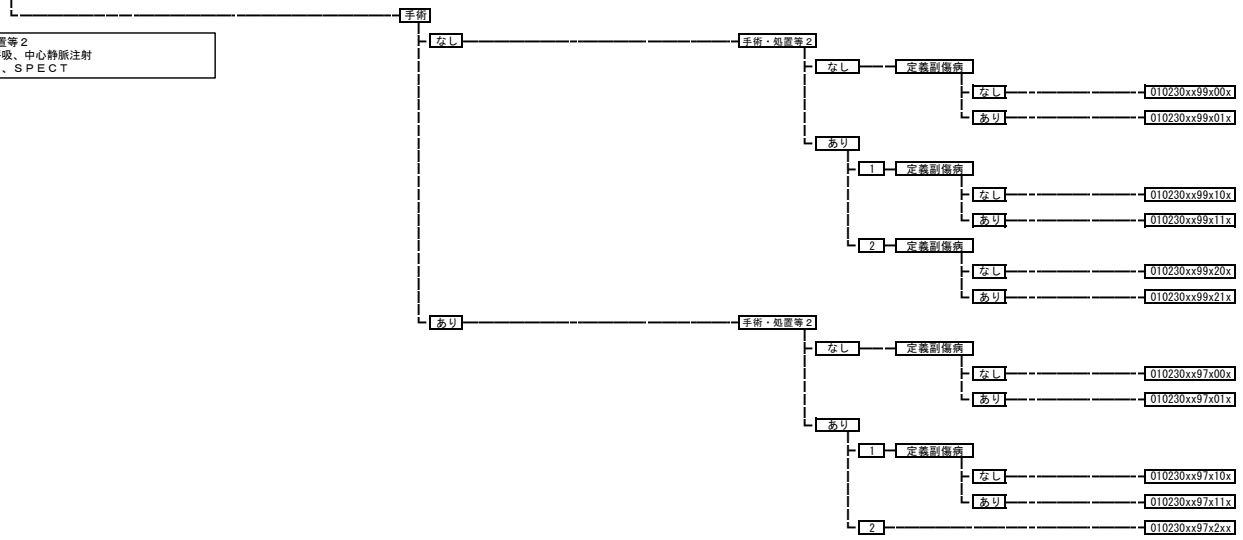 手術
置等２
吸、中心静脈注射
、ＳＰＥＣＴ
なし
手術・処置等２
なし
定義副傷病
なし
010230xx99x00x
あり
010230xx99x01x
あり
1
定義副傷病
なし
010230xx99x10x
あり
010230xx99x11x
2
定義副傷病
なし
010230xx99x20x
あり
010230xx99x21x
あり
手術・処置等２
なし
定義副傷病
なし
010230xx97x00x
あり
010230xx97x01x
あり
1
定義副傷病
なし
010230xx97x10x
あり
010230xx97x11x
2
010230xx97x2xx